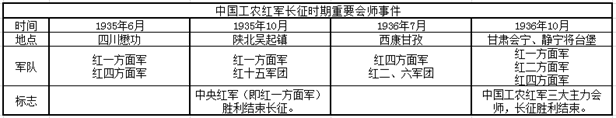 中国工农红军长征时期重要会师事件
时间 1935年6月 1935年10月 1936年7月 1936年10月
地点 四川懋功 陕北吴起镇 西康甘孜 甘肃会宁、静宁将台堡
军队 红一方面军 红四方面军 红一方面军 红十五军团 红四方面军 红二、六军团 红一方面军 红二方面军 红四方面军
标志 中央红军（即红一方面军）胜利结束长征。 中国工农红军三大主力会师，长征胜利结束。